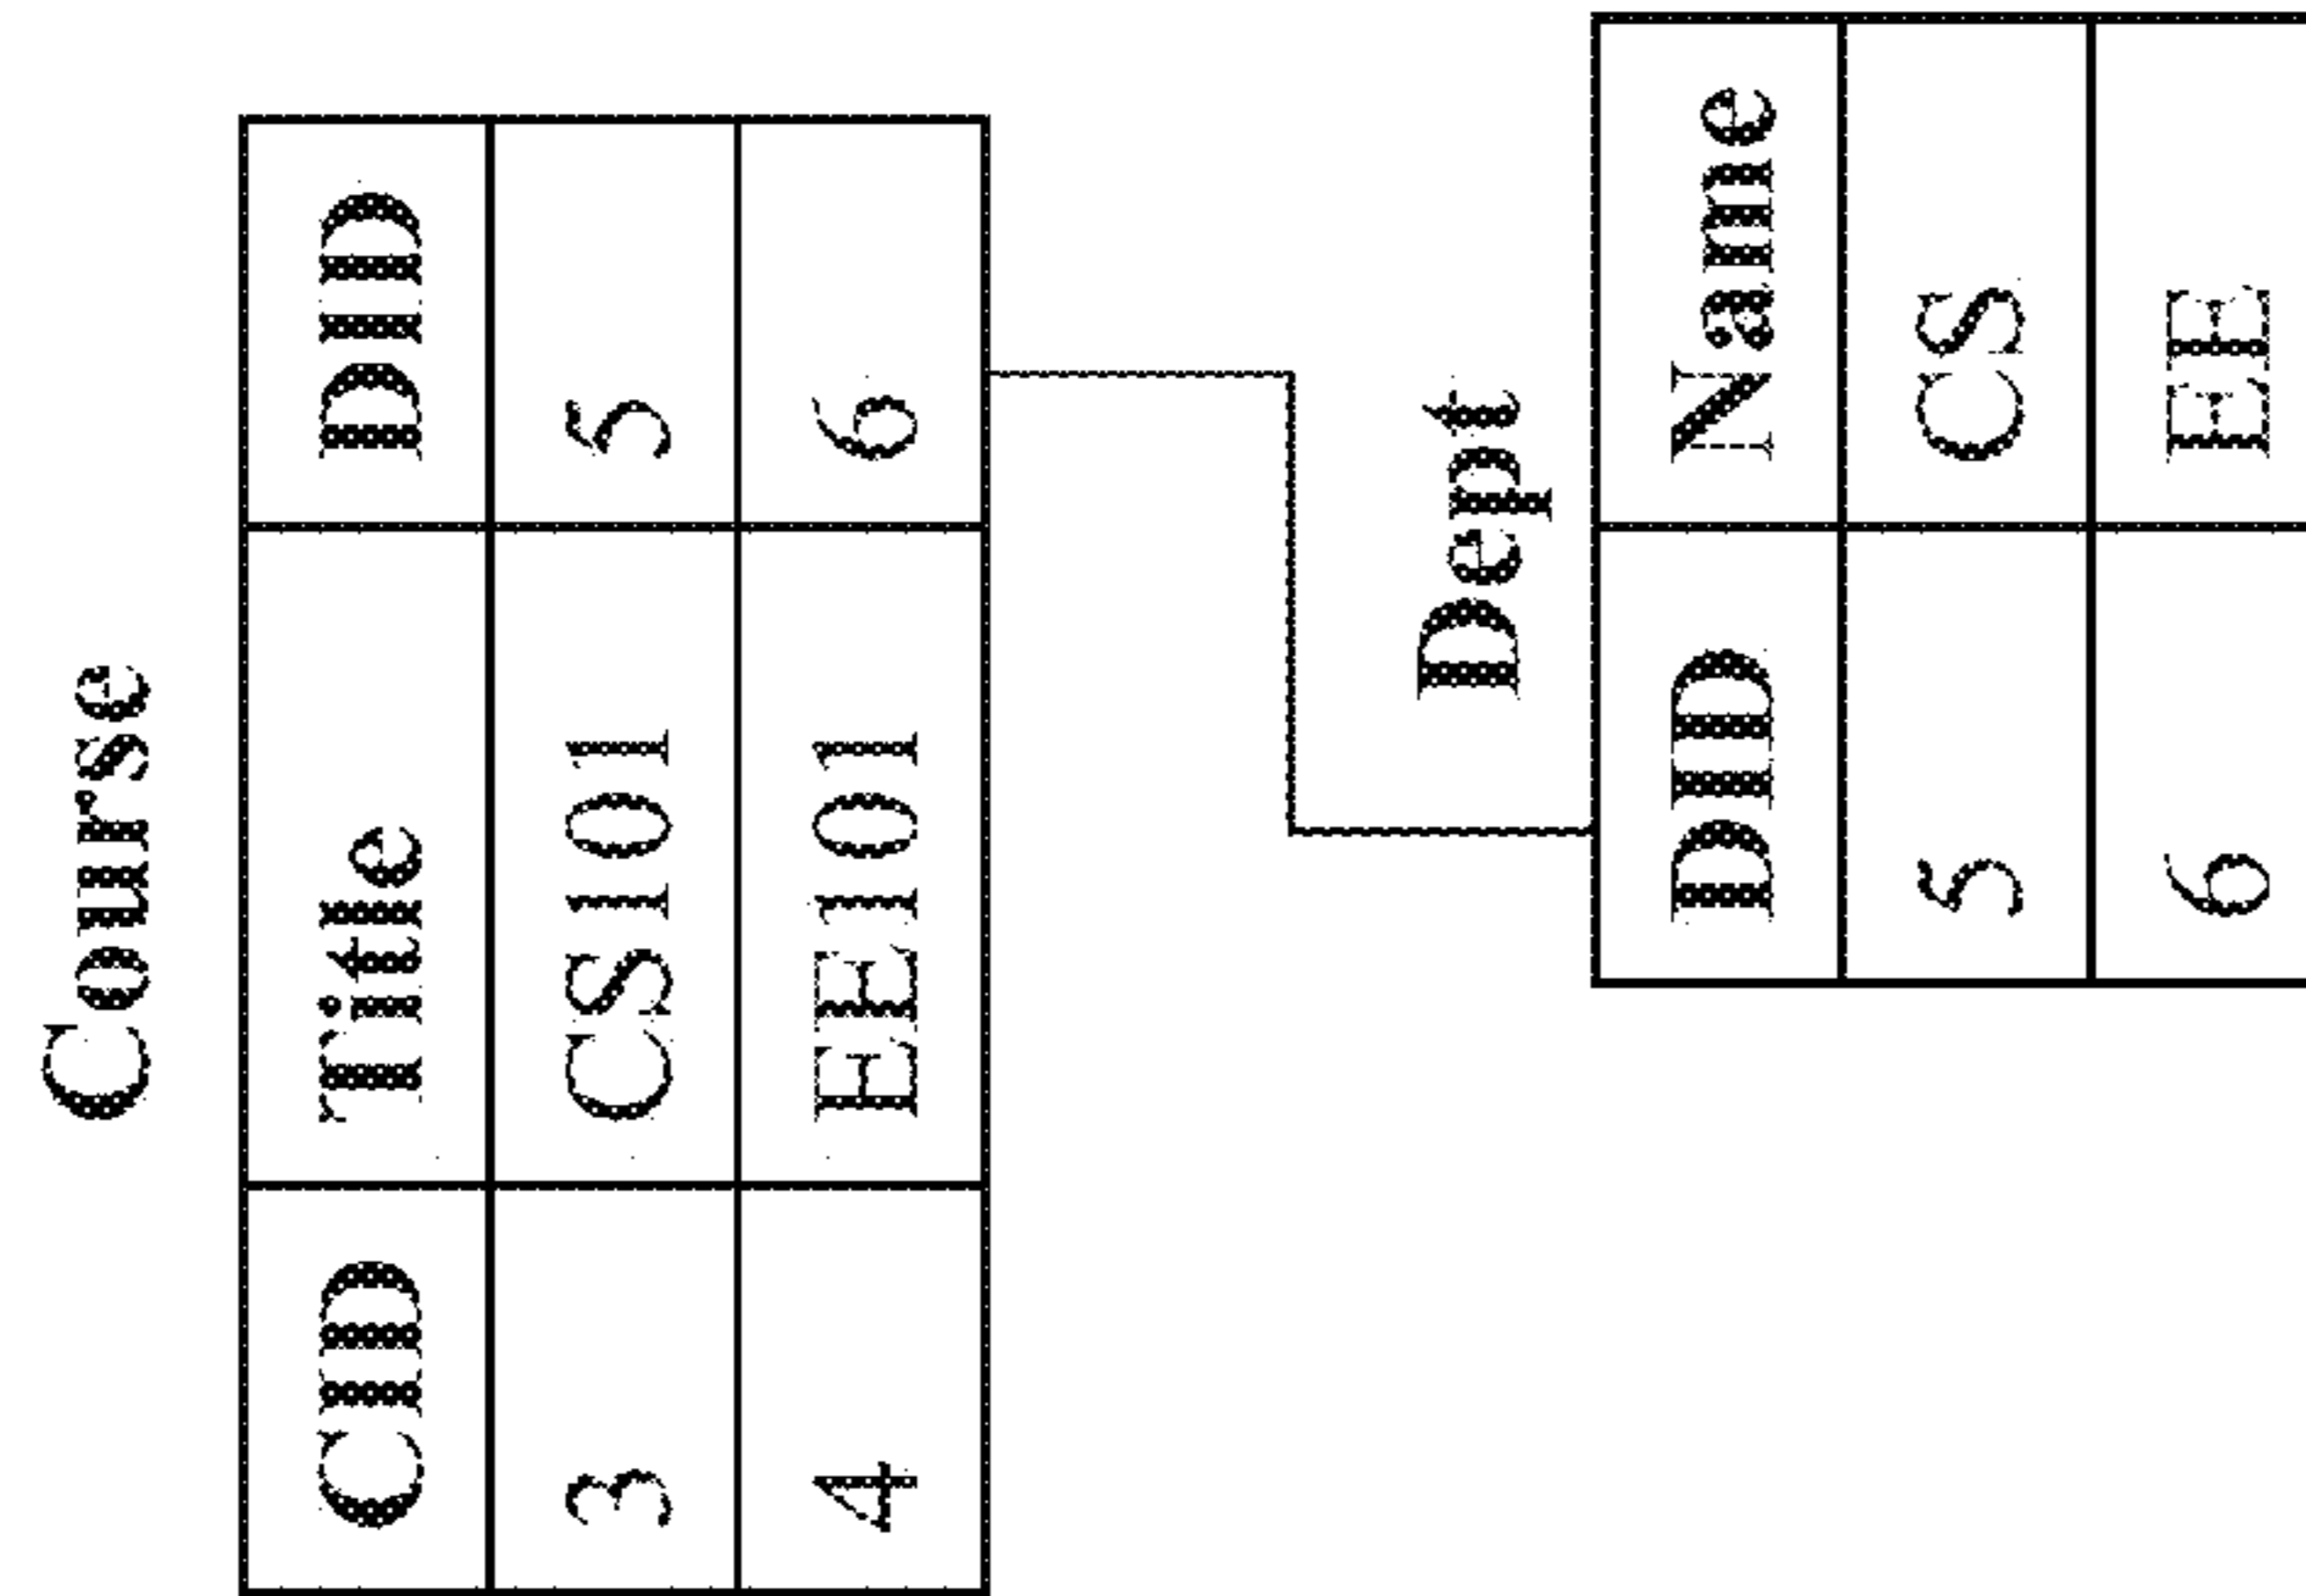 Course
CID Title DID
3 CS101 5
4 EE101 6
Dept
DID Name
5 CS
6 EE